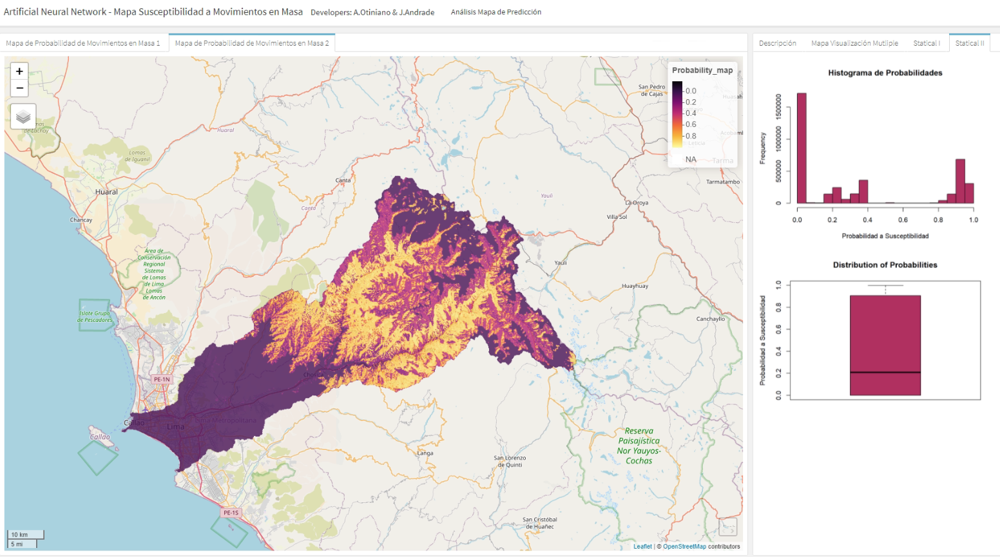 Artificial Neural Network - Mapa Susceptibilidad a Movimientos en Masa
Developers: A.Otiniano & J.Andrade
Análisis Mapa de Predicción
Mapa de Probabilidad de Movimientos en Masa 1
Mapa de Probabilidad de Movimientos en Masa 2
Descripción
Mapa Visualización Mutliple
Statical I
Statical II
+
−
Probability_map
0.0
0.2
0.4
0.6
0.8
NA
San Pedro
de Cajas
Leticia
Tarma
Tarmatambo
de Lachay
Huaral
Lomas
de Iguanil
Huaral
Chancay
Canta
Canta
Yauli
La Oroya
Villa Sol
Yauli
Huayhuay
Canchayllo
Área de
Conservación
Regional
Sistema
de Lomas
de Lima
Lomas
de Ancón
Islote Grupo
de Pescadores
PE-1N
Chosica
Callao
Lima
Lima Metropolitana
Callao
PE-1S
Langa
San Lorenzo
de Quinti
Reserva
Paisajística
Nor Yauyos-
Cochas
San Cristóbal
de Huañec
10 km
5 mi
Leaflet | © OpenStreetMap contributors
Histograma de Probabilidades
Frequency
0
500000
1000000
1500000
0.0
0.2
0.4
0.6
0.8
1.0
Probabilidad a Susceptibilidad
Distribution of Probabilities
Probabilidad a Susceptibilidad
0.0
0.2
0.4
0.6
0.8
1.0